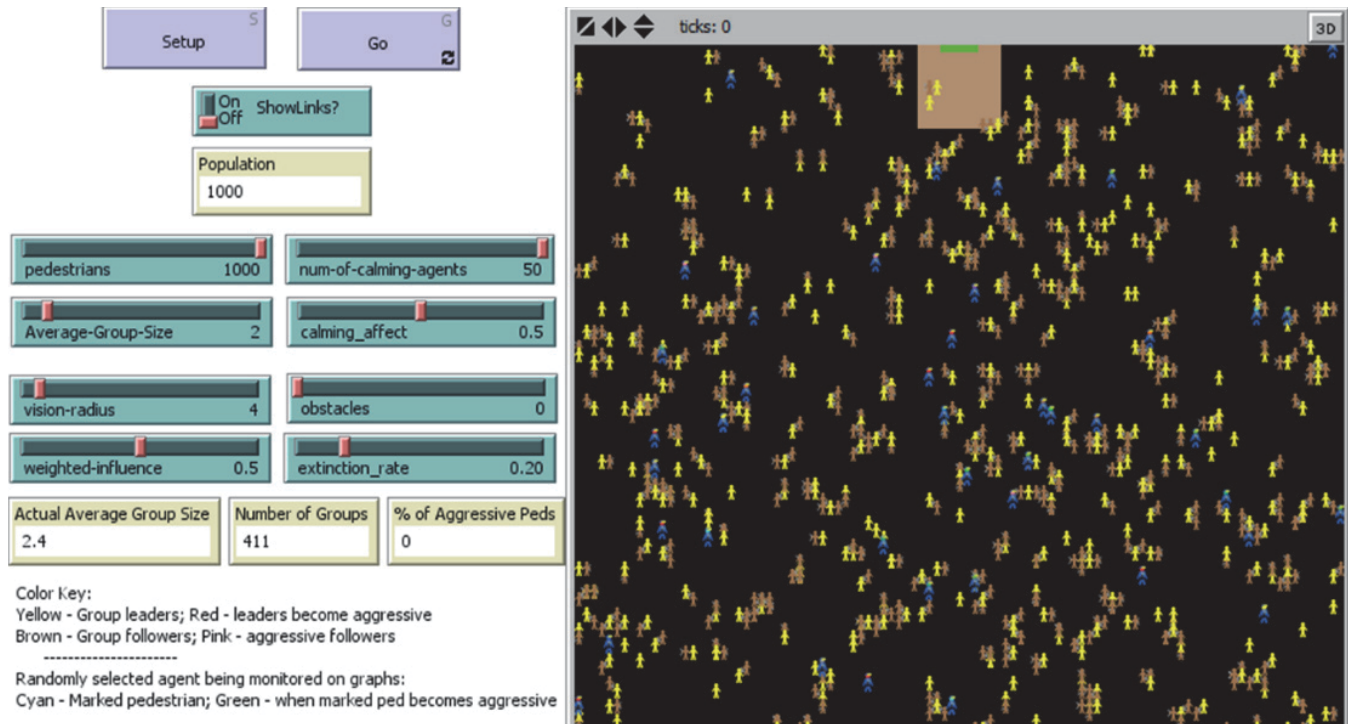 S
Setup
G
Go
ticks: 0
3D
On
Off
ShowLinks?
Population
1000
pedestrians 1000
num-of-calming-agents 50
Average-Group-Size 2
calming_affect 0.5
vision-radius 4
obstacles 0
weighted-influence 0.5
extinction_rate 0.20
Actual Average Group Size
2.4
Number of Groups
411
% of Aggressive Peds
0
Color Key:
Yellow - Group leaders; Red - leaders become aggressive
Brown - Group followers; Pink - aggressive followers
----------------------
Randomly selected agent being monitored on graphs:
Cyan - Marked pedestrian; Green - when marked ped becomes aggressive